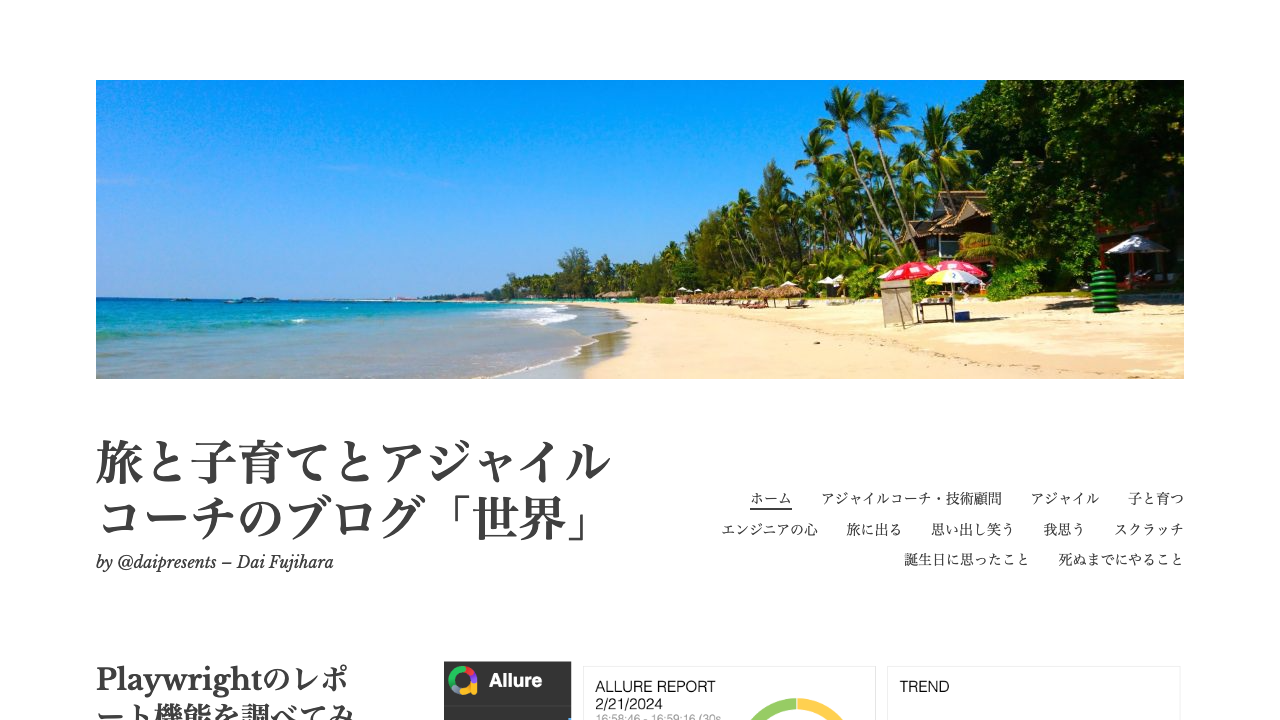 旅と子育てとアジャイル
コーチのブログ「世界」
by @daipresents – Dai Fujihara
ホーム アジャイルコーチ・技術顧問 アジャイル 子と育つ
エンジニアの心 旅に出る 思い出し笑う 我思う スクラッチ
誕生日に思ったこと 死ぬまでにやること
Playwrightのレポ
ート機能を調べてみ
Allure
ALLURE REPORT
2/21/2024
16:58:46 - 16:59:16 (30s
TREND